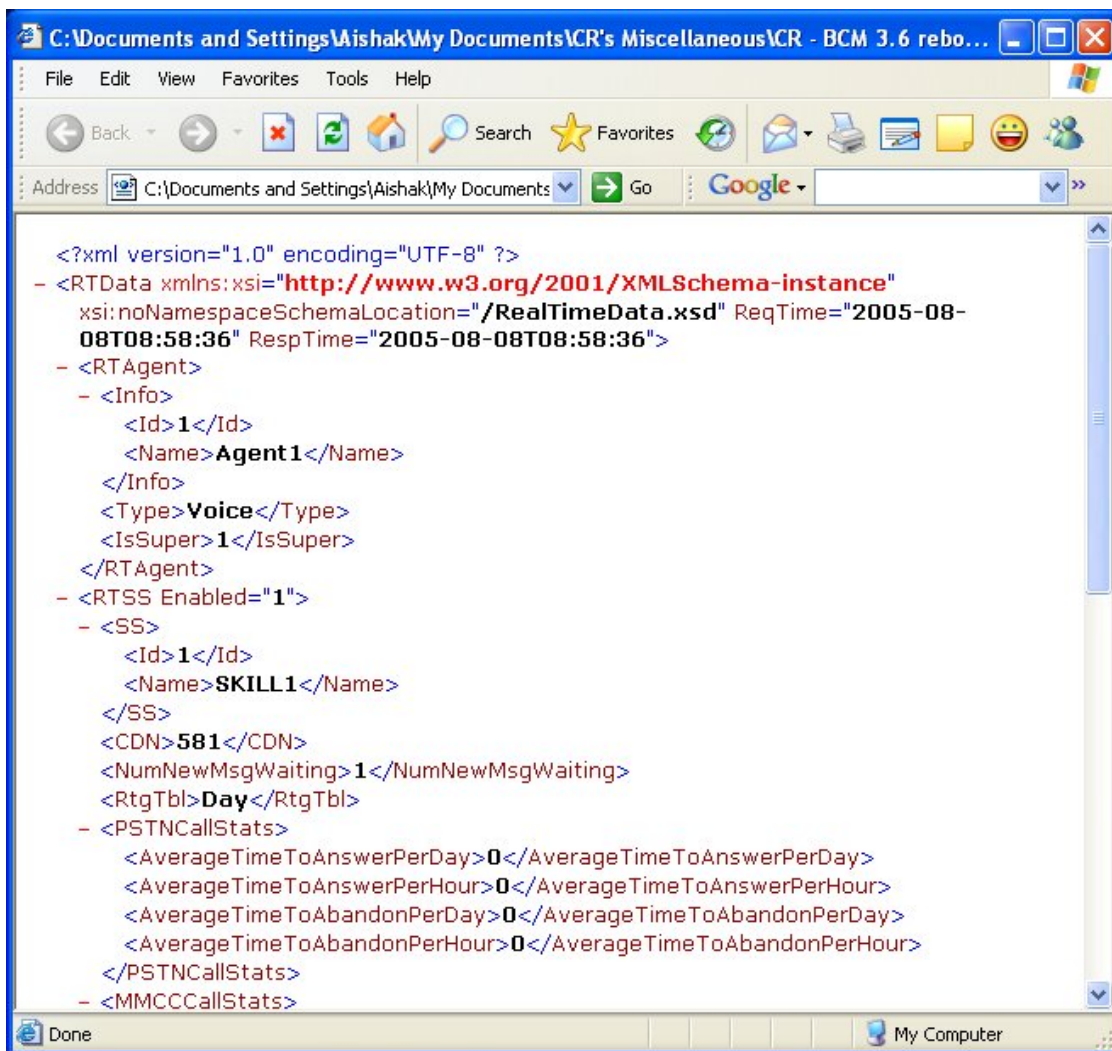 C:\Documents and Settings\Aishak\My Documents\CR's Miscellaneous\CR - BCM 3.6 rebo...
File Edit View Favorites Tools Help
Back Search Favorites
Address C:\Documents and Settings\Aishak\My Documents Go Google
<?xml version="1.0" encoding="UTF-8" ?>
- <RTData xmlns:xsi="http://www.w3.org/2001/XMLSchema-instance"
xsi:noNamespaceSchemaLocation="/RealTimeData.xsd" ReqTime="2005-08-
08T08:58:36" RespTime="2005-08-08T08:58:36">
- <RTAgent>
- <Info>
<Id>1</Id>
<Name>Agent1</Name>
</Info>
<Type>Voice</Type>
<IsSuper>1</IsSuper>
</RTAgent>
- <RTSS Enabled="1">
- <SS>
<Id>1</Id>
<Name>SKILL1</Name>
</SS>
<CDN>581</CDN>
<NumNewMsgWaiting>1</NumNewMsgWaiting>
<RtgTbl>Day</RtgTbl>
- <PSTNCallStats>
<AverageTimeToAnswerPerDay>0</AverageTimeToAnswerPerDay>
<AverageTimeToAnswerPerHour>0</AverageTimeToAnswerPerHour>
<AverageTimeToAbandonPerDay>0</AverageTimeToAbandonPerDay>
<AverageTimeToAbandonPerHour>0</AverageTimeToAbandonPerHour>
</PSTNCallStats>
- <MMCCCallStats>
Done My Computer